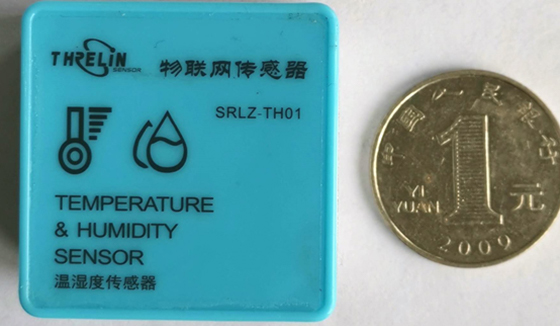 THRELIN
SENSOR
物联网传感器
SRLZ-TH01
TEMPERATURE
& HUMIDITY
SENSOR
温湿度传感器
中国人民银行
1
YI
YUAN
元
2009